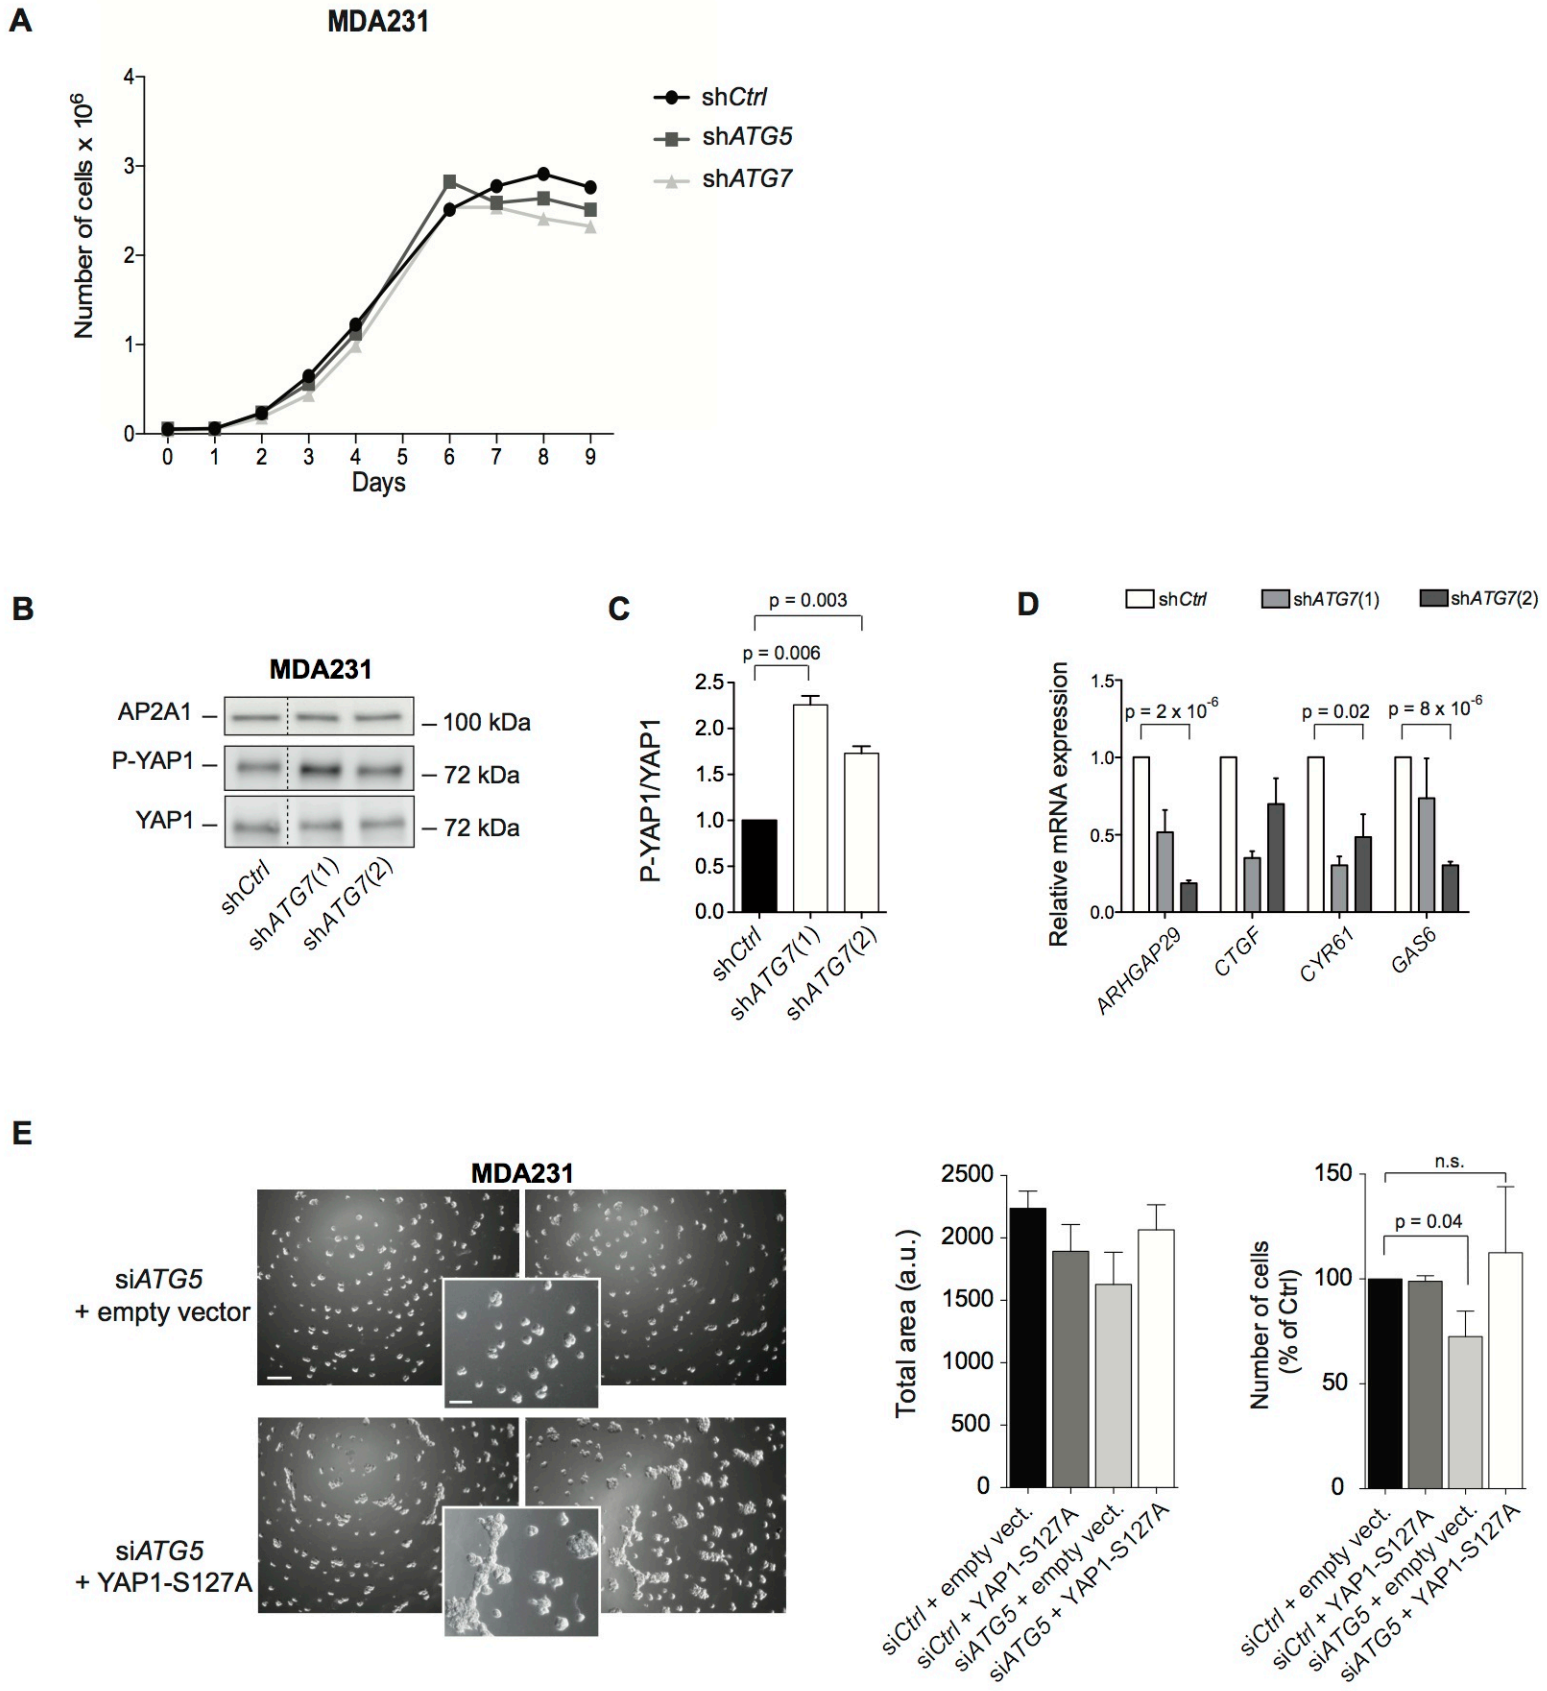 A
MDA231
4
3
2
1
0
Number of cells x 10⁶
0 1 2 3 4 5 6 7 8 9
Days
shCtrl
shATG5
shATG7
B
MDA231
AP2A1
P-YAP1
YAP1
100 kDa
72 kDa
72 kDa
shCtrl
shATG7(1)
shATG7(2)
C
p = 0.003
p = 0.006
2.5
2.0
1.5
1.0
0.5
0.0
P-YAP1/YAP1
shCtrl
shATG7(1)
shATG7(2)
D
shCtrl
shATG7(1)
shATG7(2)
Relative mRNA expression
1.5
1.0
0.5
0.0
p = 2 x 10⁻⁶
p = 0.02
p = 8 x 10⁻⁶
ARHGAP29
CTGF
CYR61
GAS6
E
MDA231
siATG5
+ empty vector
siATG5
+ YAP1-S127A
2500
2000
1500
1000
500
0
Total area (a.u.)
siCtrl + empty vect.
siCtrl + YAP1-S127A
siATG5 + empty vect.
siATG5 + YAP1-S127A
150
100
50
0
Number of cells
(% of Ctrl)
n.s.
p = 0.04
siCtrl + empty vect.
siCtrl + YAP1-S127A
siATG5 + empty vect.
siATG5 + YAP1-S127A